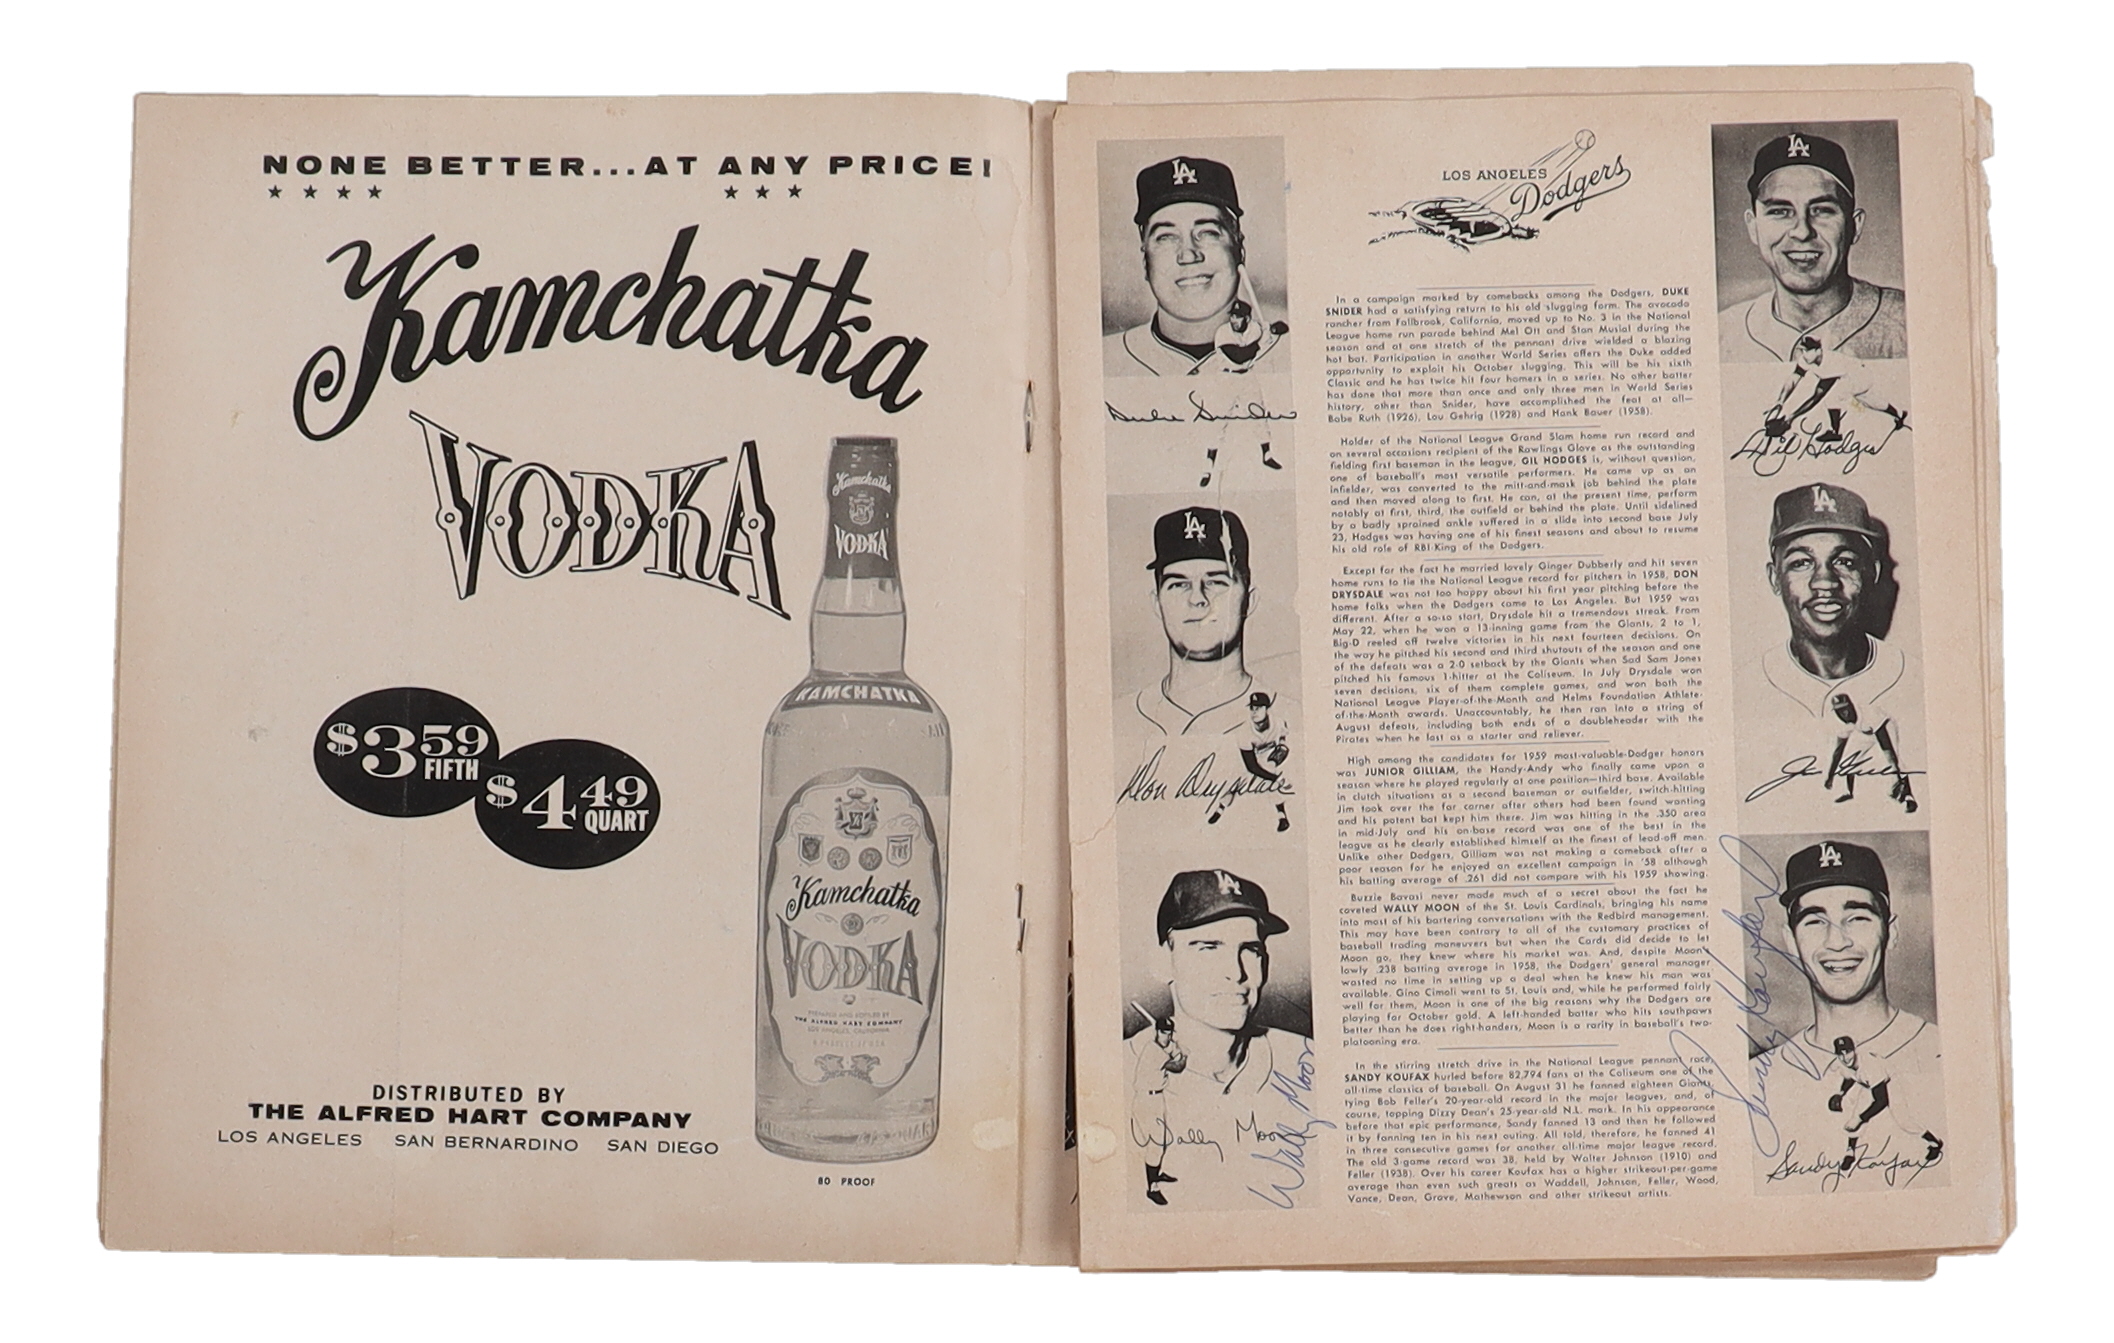 NONE BETTER...AT ANY PRICE!
Kamchatka
VODKA
Kamchatka
VODKA
KAMCHATKA
$3.59
FIFTH
$4.49
QUART
Kamchatka
VODKA
PREPARED AND BOTTLED BY
THE ALFRED HART COMPANY
LOS ANGELES, CALIFORNIA
DISTRIBUTED BY
THE ALFRED HART COMPANY
LOS ANGELES SAN BERNARDINO SAN DIEGO
80 PROOF
LA
Duke Snider
LA
Don Drysdale
LA
Wally Moon
Wally Moon
LOS ANGELES
Dodgers
In a campaign marked by comebacks among the Dodgers, DUKE
SNIDER had a satisfying return to his old slugging form. The avocado
rancher from Fallbrook, California, moved up to No. 3 in the National
League home run parade behind Mel Ott and Stan Musial during the
season and at one stretch of the pennant drive wielded a blazing
hot bat. Participation in another World Series offers the Duke added
opportunity to exploit his October slugging. This will be his sixth
Classic and he has twice hit four homers in a series. No other batter
has done that more than once and only three men in World Series
history, other than Snider, have accomplished the feat at all—
Babe Ruth (1926), Lou Gehrig (1928) and Hank Bauer (1958).
Holder of the National League Grand Slam home run record and
on several occasions recipient of the Rawlings Glove as the outstanding
fielding first baseman in the league, GIL HODGES is, without question,
one of baseball's most versatile performers. He came up as an
infielder, was converted to the mitt-and-mask job behind the plate
and then moved along to first. He can, at the present time, perform
notably at first, third, the outfield or behind the plate. Until sidelined
by a badly sprained ankle suffered in a slide into second base July
23, Hodges was having one of his finest seasons and about to resume
his old role of RBI-King of the Dodgers.
Except for the fact he married lovely Ginger Dubberly and hit seven
home runs to tie the National League record for pitchers in 1958, DON
DRYSDALE was not too happy about his first year pitching before the
home folks when the Dodgers came to Los Angeles. But 1959 was
different. After a so-so start, Drysdale hit a tremendous streak. From
May 22, when he won a 13-inning game from the Giants, 2 to 1,
Big-D reeled off twelve victories in his next fourteen decisions. On
the way he pitched his second and third shutouts of the season and one
of the defeats was a 2-0 setback by the Giants when Sad Sam Jones
pitched his famous 1-hitter at the Coliseum. In July Drysdale won
seven decisions, six of them complete games, and won both the
National League Player-of-the-Month and Helms Foundation Athlete-
of-the-Month awards. Unaccountably, he then ran into a string of
August defeats, including both ends of a doubleheader with the
Pirates when he lost as a starter and reliever.
High among the candidates for 1959 most-valuable-Dodger honors
was JUNIOR GILLIAM, the Handy-Andy who finally came upon a
season where he played regularly at one position—third base. Available
in clutch situations as a second baseman or outfielder, switch-hitting
Jim took over the far corner after others had been found wanting
and his potent bat kept him there. Jim was hitting in the .350 area
in mid-July and his on-base record was one of the best in the
league as he clearly established himself as the finest of lead-off men.
Unlike other Dodgers, Gilliam was not making a comeback after a
poor season for he enjoyed an excellent campaign in '58 although
his batting average of .261 did not compare with his 1959 showing.
Buzzie Bavasi never made much of a secret about the fact he
coveted WALLY MOON of the St. Louis Cardinals, bringing his name
into most of his bartering conversations with the Redbird management.
This may have been contrary to all of the customary practices of
baseball trading maneuvers but when the Cards did decide to let
Moon go, they knew where his market was. And, despite Moon's
lowly .238 batting average in 1958, the Dodgers' general manager
wasted no time in setting up a deal when he knew his man was
available. Gino Cimoli went to St. Louis and, while he performed fairly
well for them, Moon is one of the big reasons why the Dodgers are
playing for October gold. A left-handed batter who hits southpaws
better than he does right-handers, Moon is a rarity in baseball's two-
platooning era.
In the stirring stretch drive in the National League pennant race,
SANDY KOUFAX hurled before 82,794 fans at the Coliseum one of the
all-time classics of baseball. On August 31 he fanned eighteen Giants,
tying Bob Feller's 20-year-old record in the major leagues, and, of
course, topping Dizzy Dean's 25-year-old N.L. mark. In his appearance
before that epic performance, Sandy fanned 13 and then he followed
it by fanning ten in his next outing. All told, therefore, he fanned 41
in three consecutive games for another all-time major league record.
The old 3-game record was 38, held by Walter Johnson (1910) and
Feller (1938). Over his career Koufax has a higher strikeout-per-game
average than even such greats as Waddell, Johnson, Feller, Wood,
Vance, Dean, Grove, Mathewson and other strikeout artists.
LA
Gil Hodges
LA
Jim Gilliam
LA
Sandy Koufax
Sandy Koufax